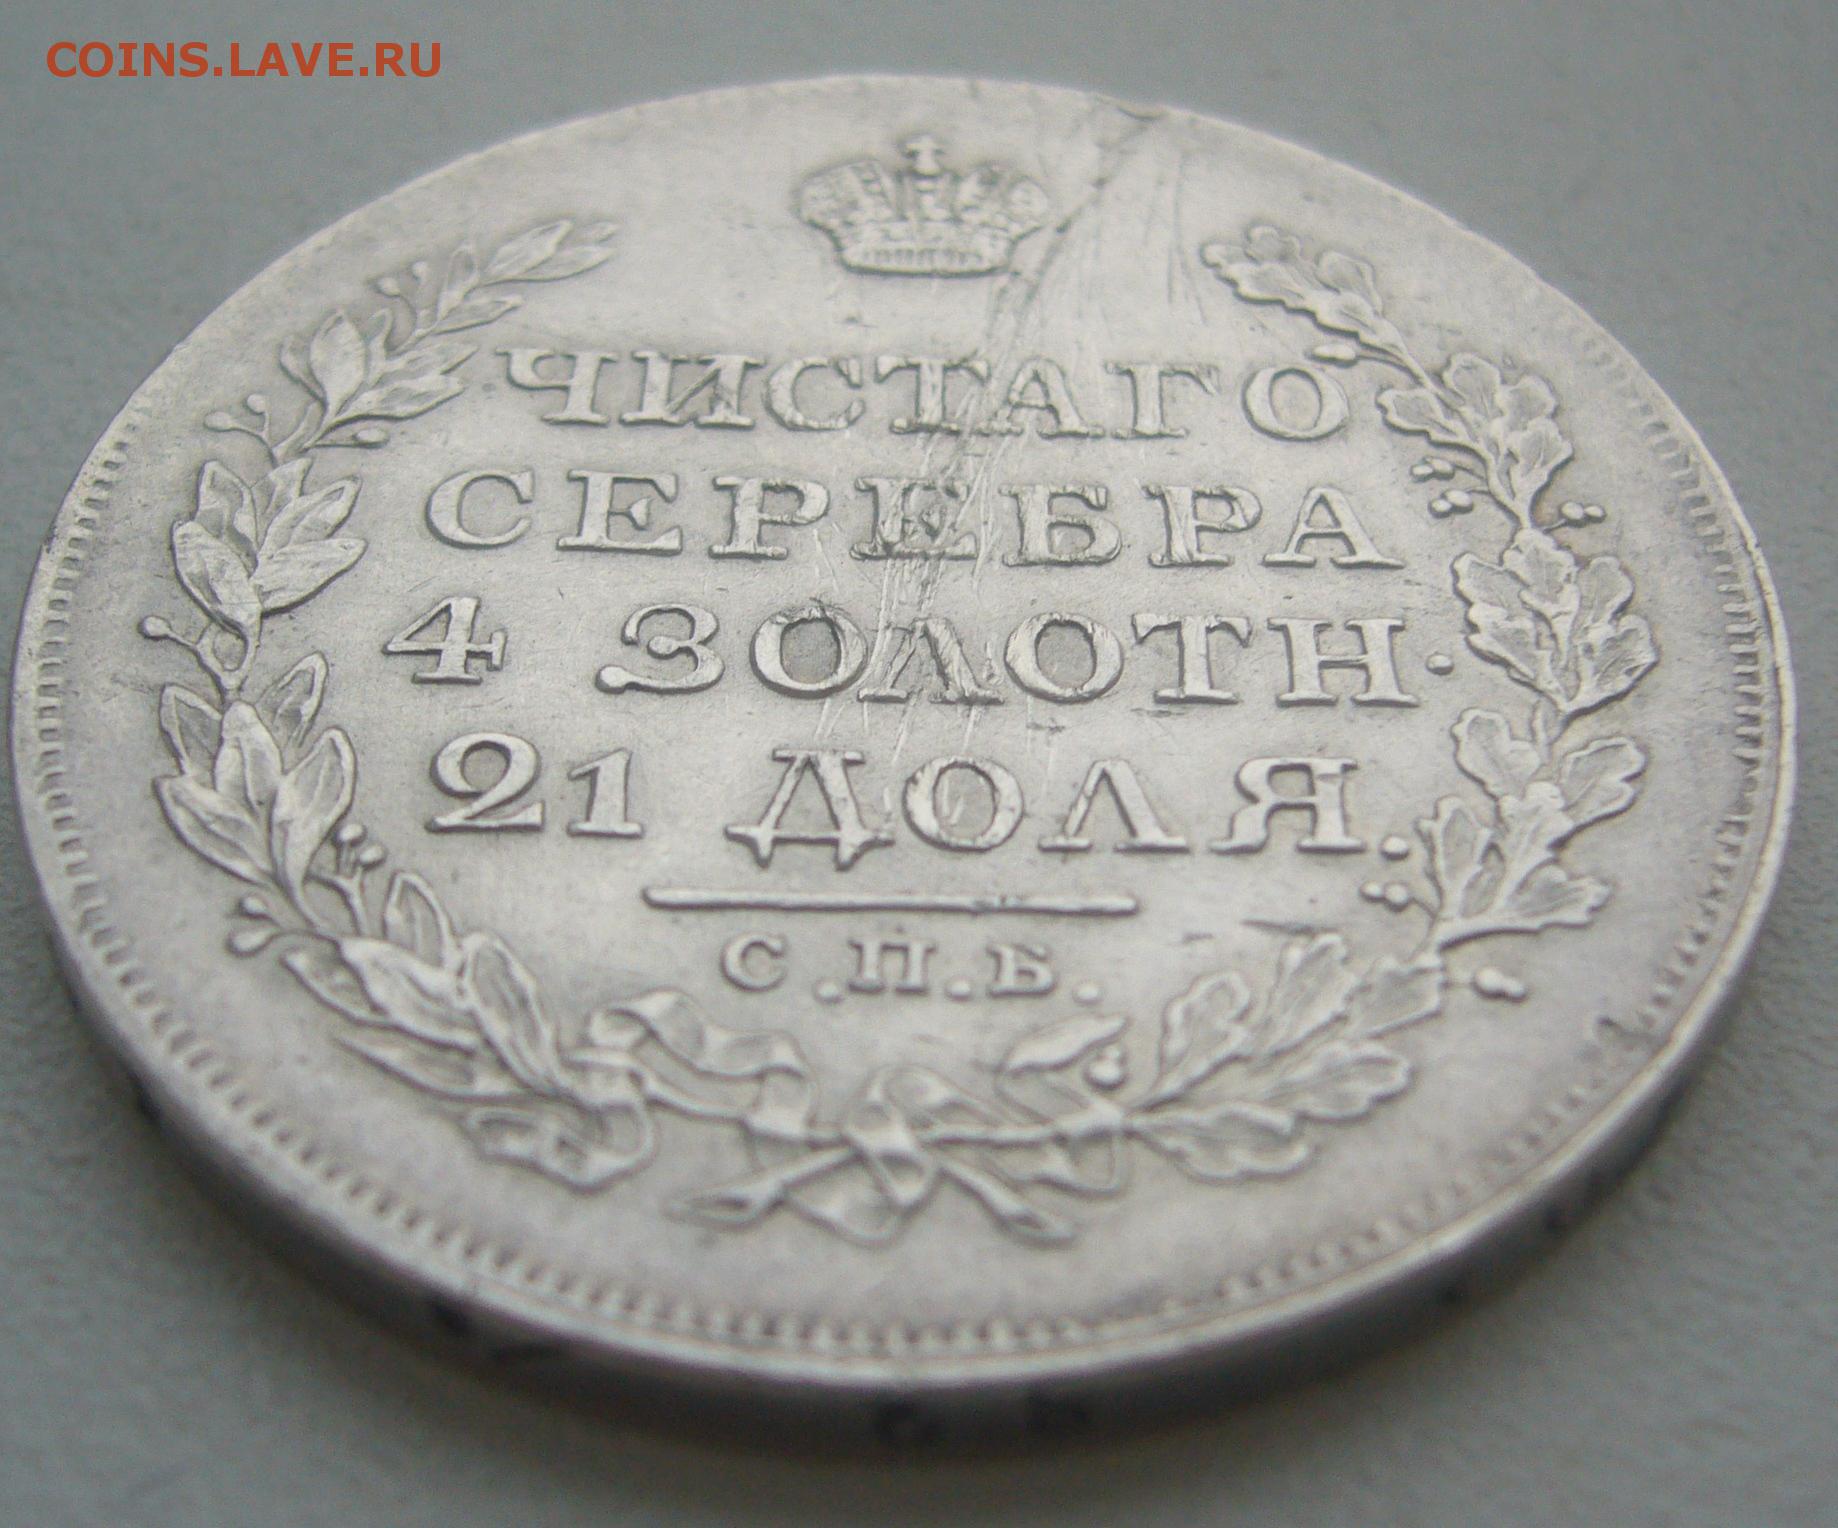 COINS.LAVE.RU
ЧИСТАГО
СЕРЕБРА
4 ЗОЛОТН.
21 ДОЛЯ.
С.П.Б.